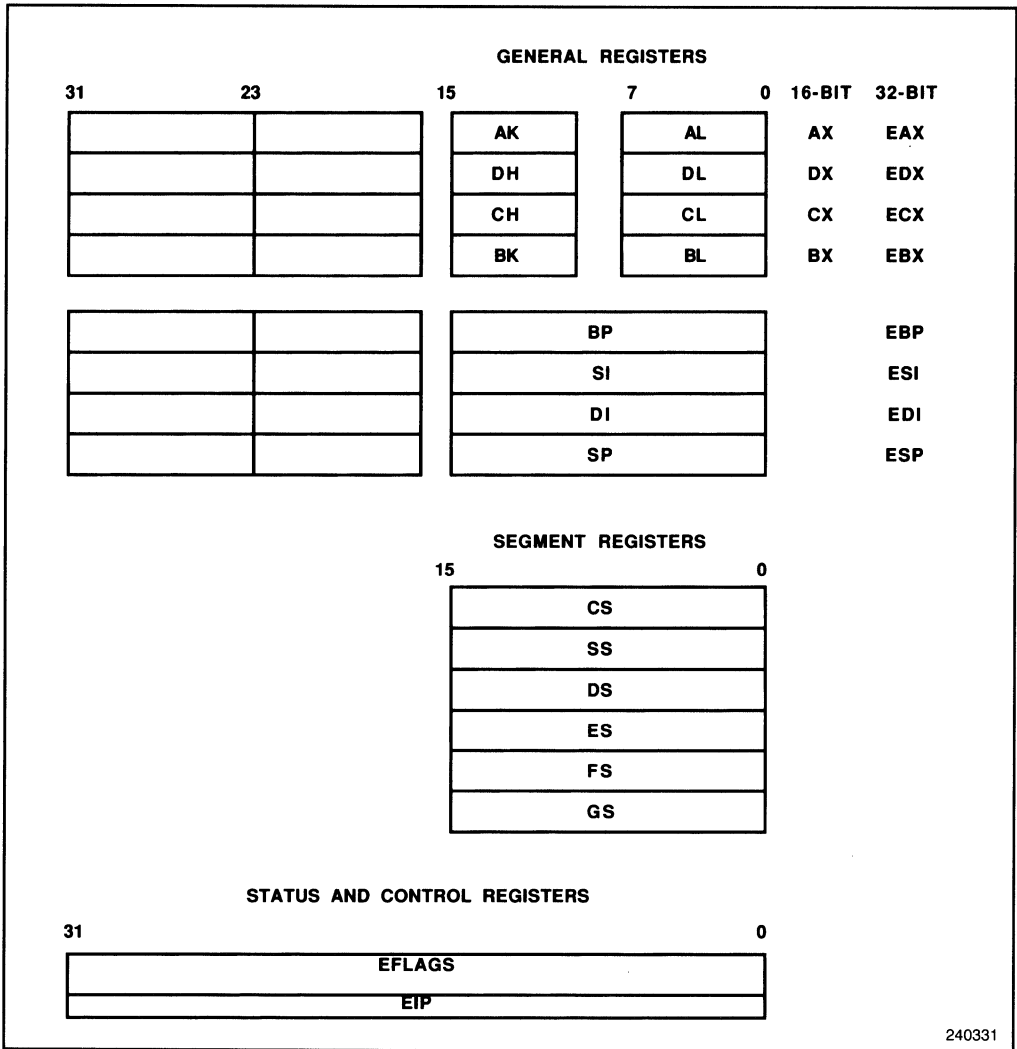 GENERAL REGISTERS
31 23 15 7 0 16-BIT 32-BIT
AK AL AX EAX
DH DL DX EDX
CH CL CX ECX
BK BL BX EBX
BP EBP
SI ESI
DI EDI
SP ESP
SEGMENT REGISTERS
15 0
CS
SS
DS
ES
FS
GS
STATUS AND CONTROL REGISTERS
31 0
EFLAGS
EIP
240331